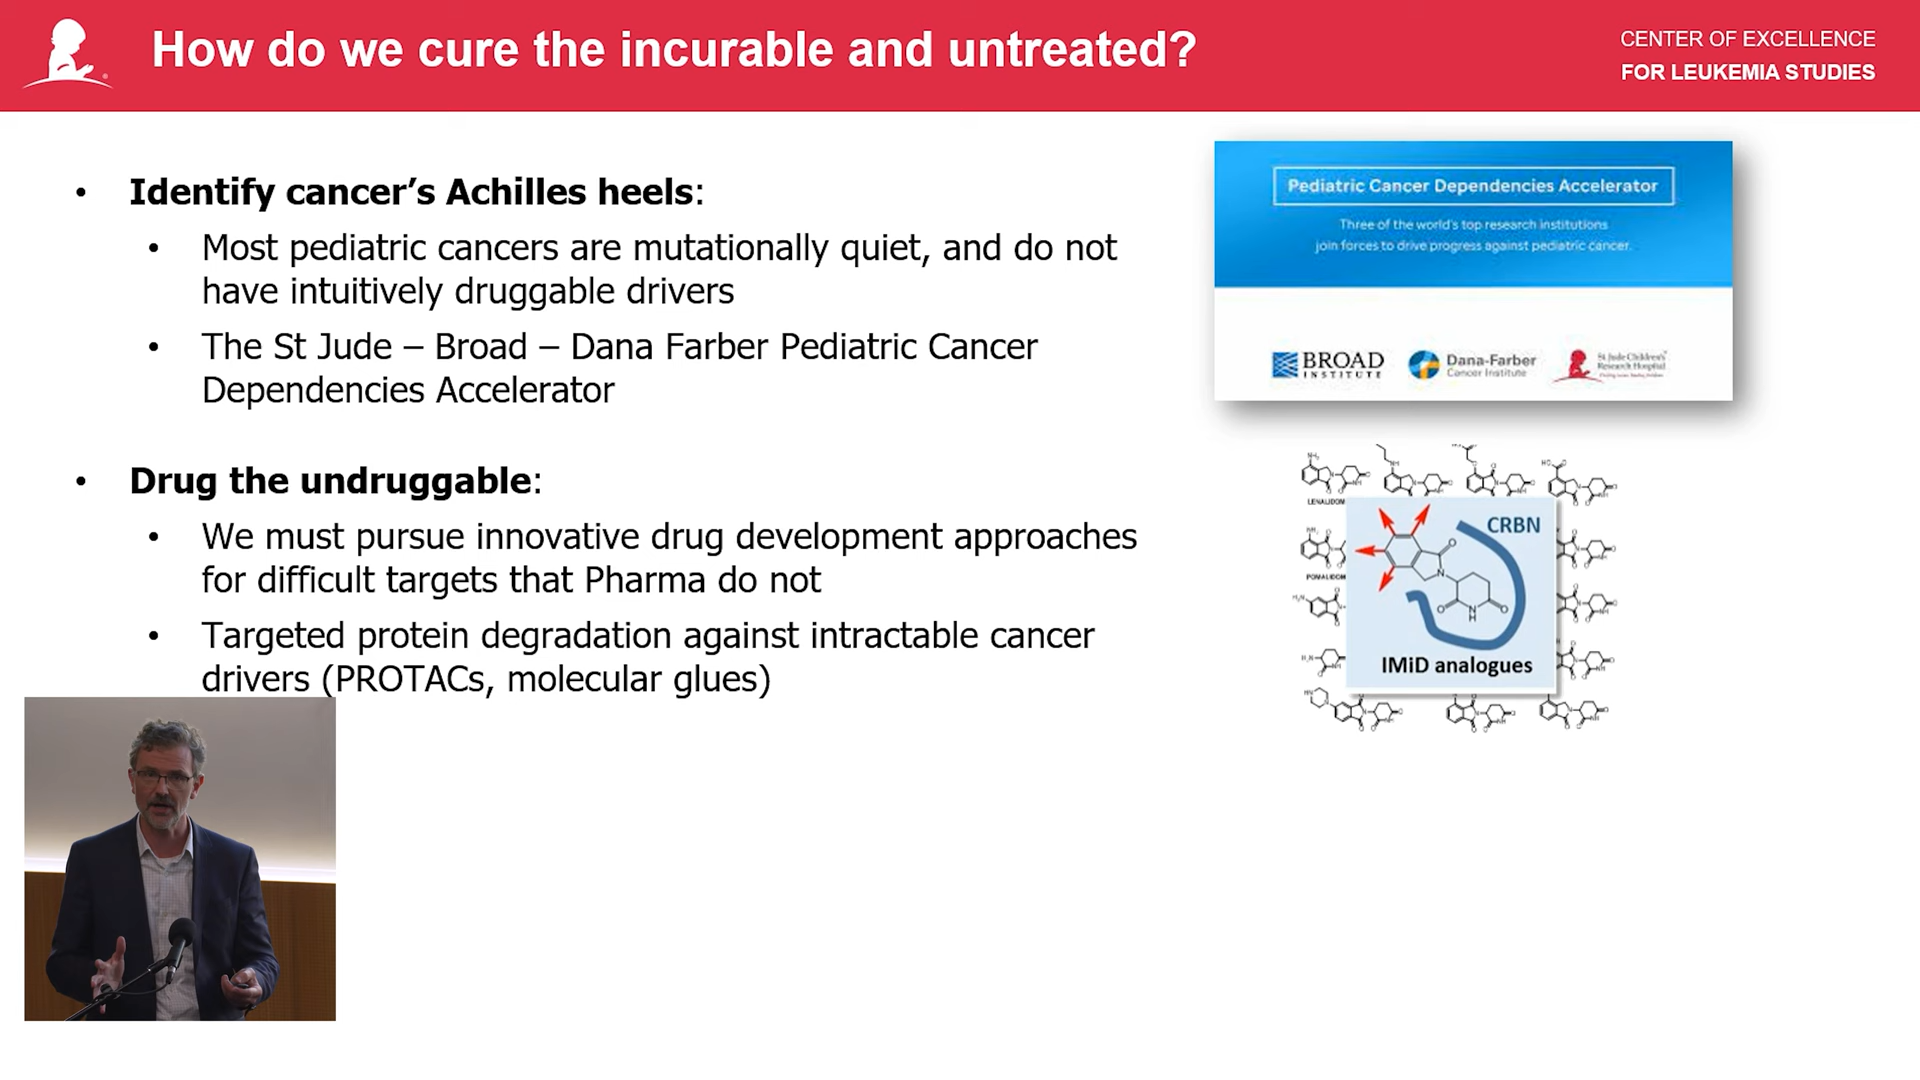 How do we cure the incurable and untreated?
CENTER OF EXCELLENCE
FOR LEUKEMIA STUDIES
• Identify cancer’s Achilles heels:
• Most pediatric cancers are mutationally quiet, and do not
have intuitively druggable drivers
• The St Jude – Broad – Dana Farber Pediatric Cancer
Dependencies Accelerator
• Drug the undruggable:
• We must pursue innovative drug development approaches
for difficult targets that Pharma do not
• Targeted protein degradation against intractable cancer
drivers (PROTACs, molecular glues)
Pediatric Cancer Dependencies Accelerator
Three of the world's top research institutions
join forces to drive progress against pediatric cancer.
BROAD
INSTITUTE
Dana-Farber
Cancer Institute
St Jude Children's
Research Hospital
LENALIDOM
POMALIDOM
CRBN
IMiD analogues